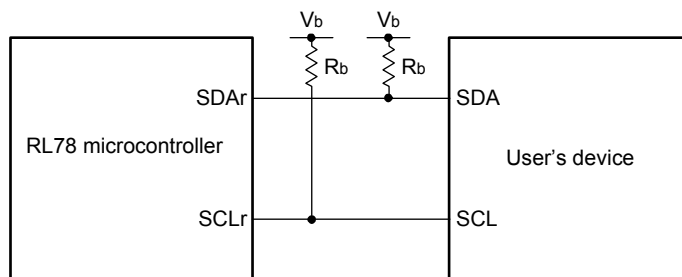 Vb Vb
Rb Rb
SDAr SDA
RL78 microcontroller User's device
SCLr SCL